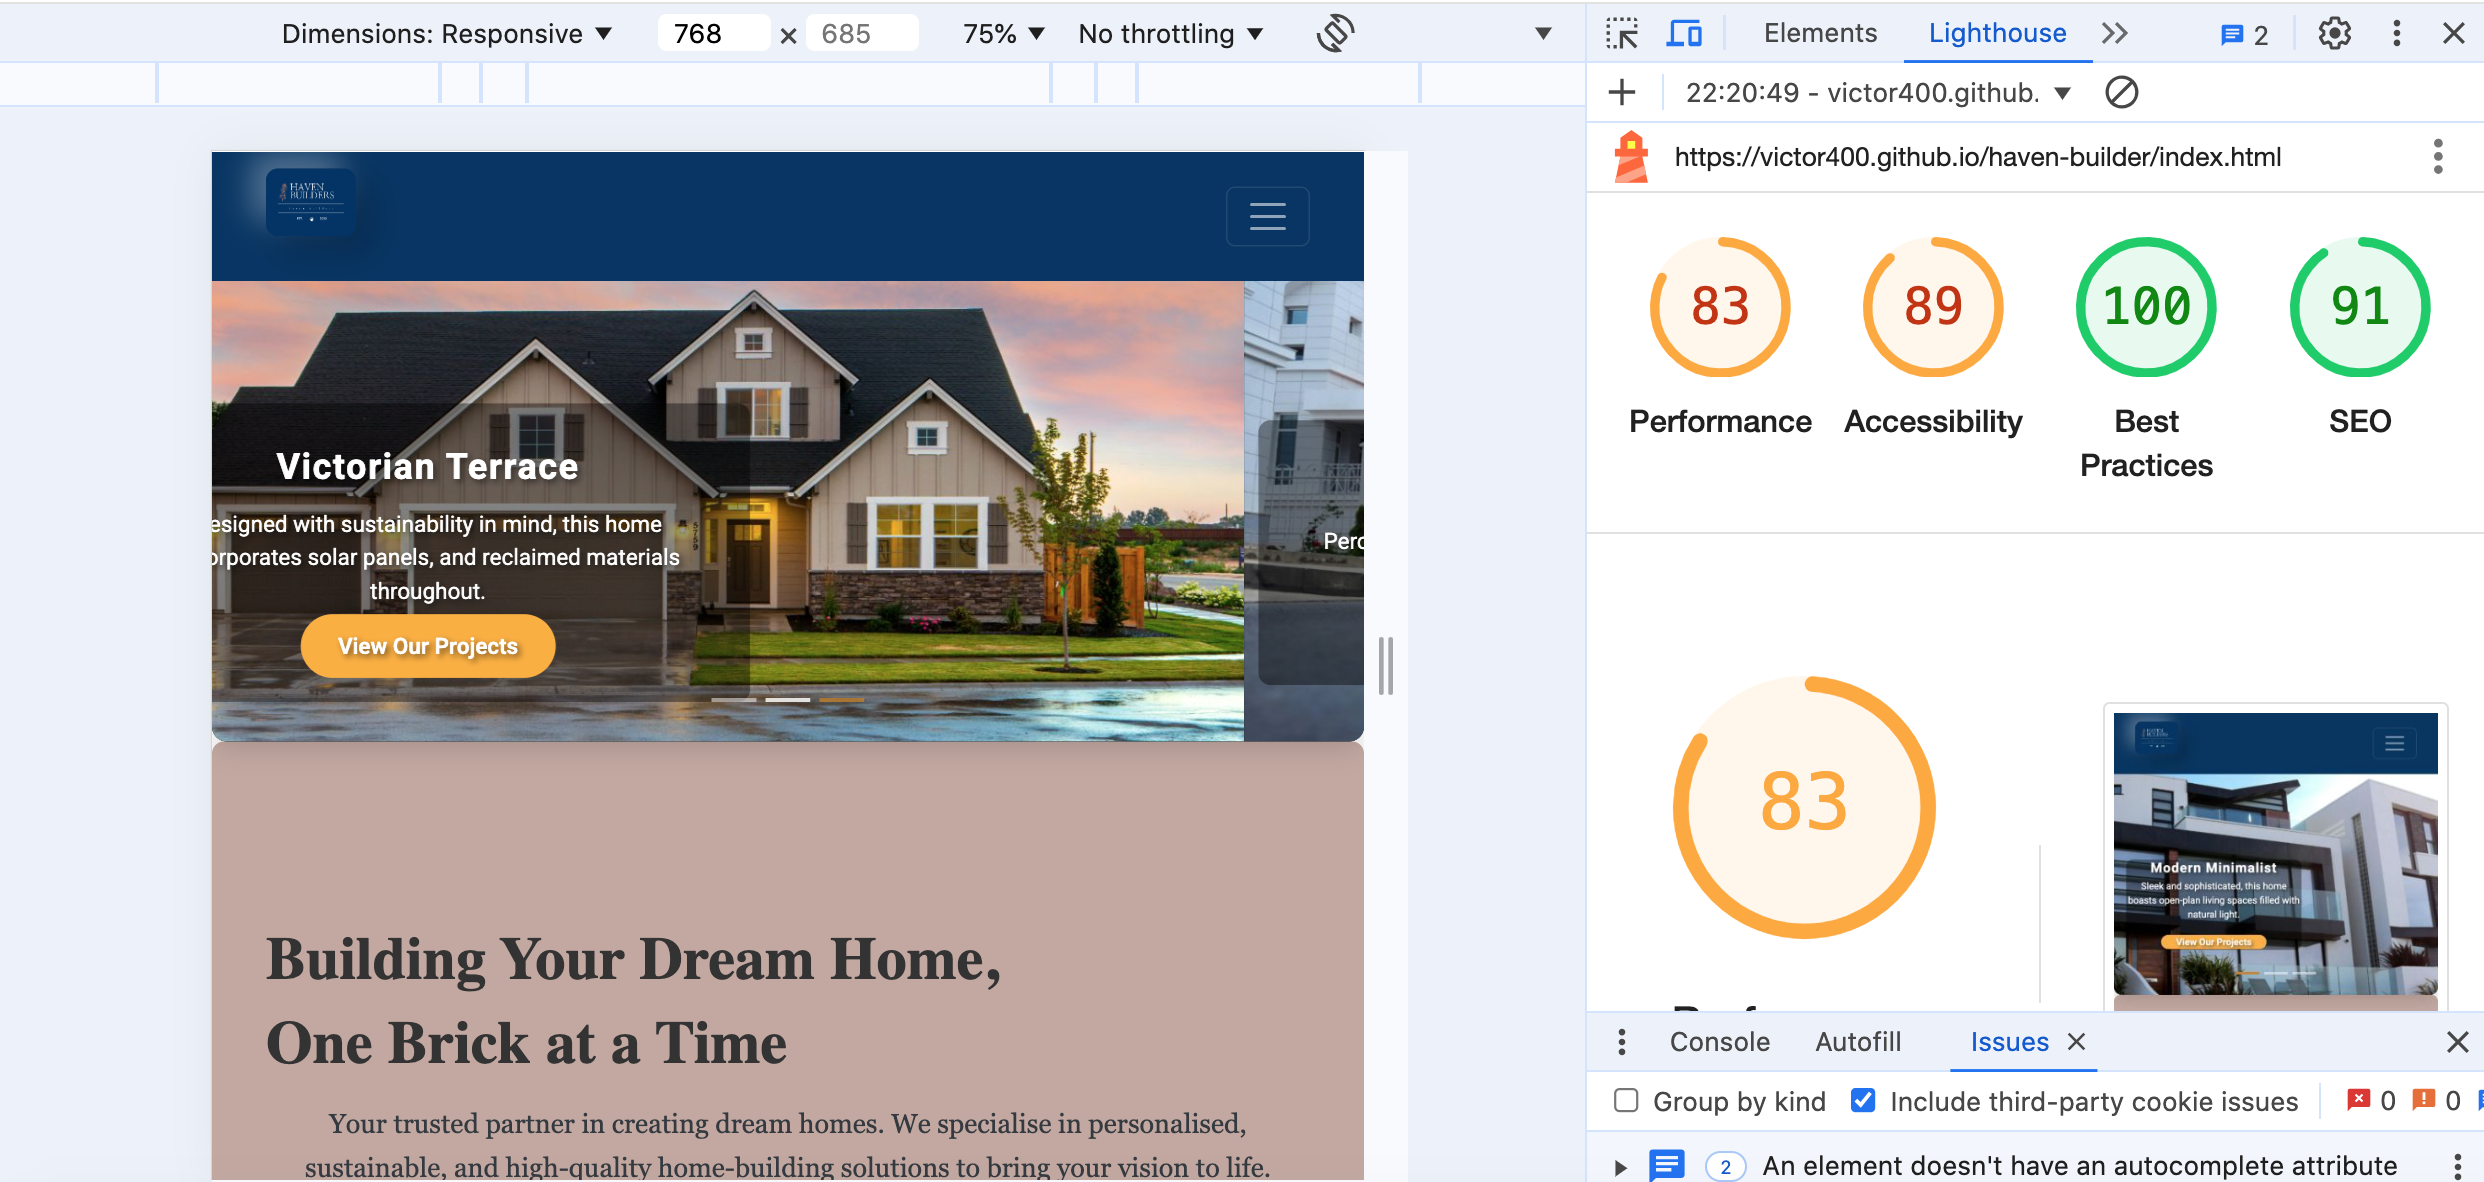 Dimensions: Responsive ▼ 768 × 685 75% ▼ No throttling ▼
Elements Lighthouse 2
22:20:49 - victor400.github. ▼
https://victor400.github.io/haven-builder/index.html
HAVEN
BUILDERS
83 89 100 91
Performance Accessibility Best Practices SEO
Victorian Terrace
esigned with sustainability in mind, this home
orporates solar panels, and reclaimed materials
throughout.
View Our Projects
Perc
Building Your Dream Home,
One Brick at a Time
Your trusted partner in creating dream homes. We specialise in personalised,
sustainable, and high-quality home-building solutions to bring your vision to life.
83
Modern Minimalist
Sleek and sophisticated, this home
boasts open-plan living spaces filled with
natural light.
View Our Projects
Console Autofill Issues
Group by kind Include third-party cookie issues 0 0
2 An element doesn't have an autocomplete attribute